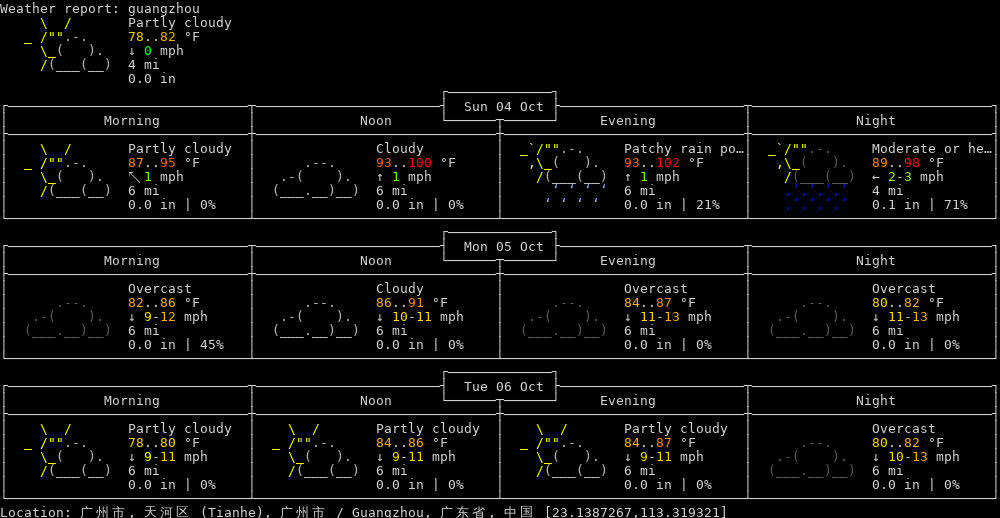 Weather report: guangzhou
Partly cloudy
78..82 °F
↓ 0 mph
4 mi
0.0 in
Sun 04 Oct
Morning Noon Evening Night
Partly cloudy Cloudy Patchy rain po… Moderate or he…
87..95 °F 93..100 °F 93..102 °F 89..98 °F
↖ 1 mph ↑ 1 mph ↑ 1 mph ← 2-3 mph
6 mi 6 mi 6 mi 4 mi
0.0 in | 0% 0.0 in | 0% 0.0 in | 21% 0.1 in | 71%
Mon 05 Oct
Morning Noon Evening Night
Overcast Cloudy Overcast Overcast
82..86 °F 86..91 °F 84..87 °F 80..82 °F
↓ 9-12 mph ↓ 10-11 mph ↓ 11-13 mph ↓ 11-13 mph
6 mi 6 mi 6 mi 6 mi
0.0 in | 45% 0.0 in | 0% 0.0 in | 0% 0.0 in | 0%
Tue 06 Oct
Morning Noon Evening Night
Partly cloudy Partly cloudy Partly cloudy Overcast
78..80 °F 84..86 °F 84..87 °F 80..82 °F
↓ 9-11 mph ↓ 9-11 mph ↓ 9-11 mph ↓ 10-13 mph
6 mi 6 mi 6 mi 6 mi
0.0 in | 0% 0.0 in | 0% 0.0 in | 0% 0.0 in | 0%
Location: 广州市, 天河区 (Tianhe), 广州市 / Guangzhou, 广东省, 中国 [23.1387267,113.319321]